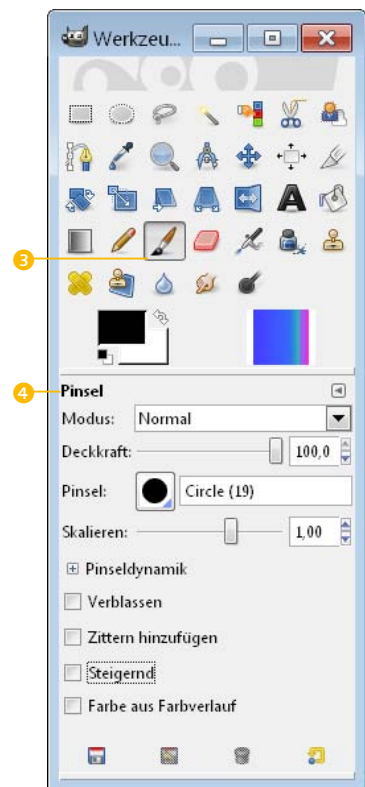 Werkzeu...
3
4
Pinsel
Modus: Normal
Deckkraft: 100,0
Pinsel: Circle (19)
Skalieren: 1,00
Pinseldynamik
Verblassen
Zittern hinzufügen
Steigernd
Farbe aus Farbverlauf